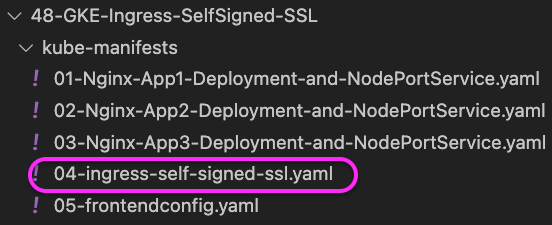 48-GKE-Ingress-SelfSigned-SSL
kube-manifests
! 01-Nginx-App1-Deployment-and-NodePortService.yaml
! 02-Nginx-App2-Deployment-and-NodePortService.yaml
! 03-Nginx-App3-Deployment-and-NodePortService.yaml
! 04-ingress-self-signed-ssl.yaml
! 05-frontendconfig.yaml